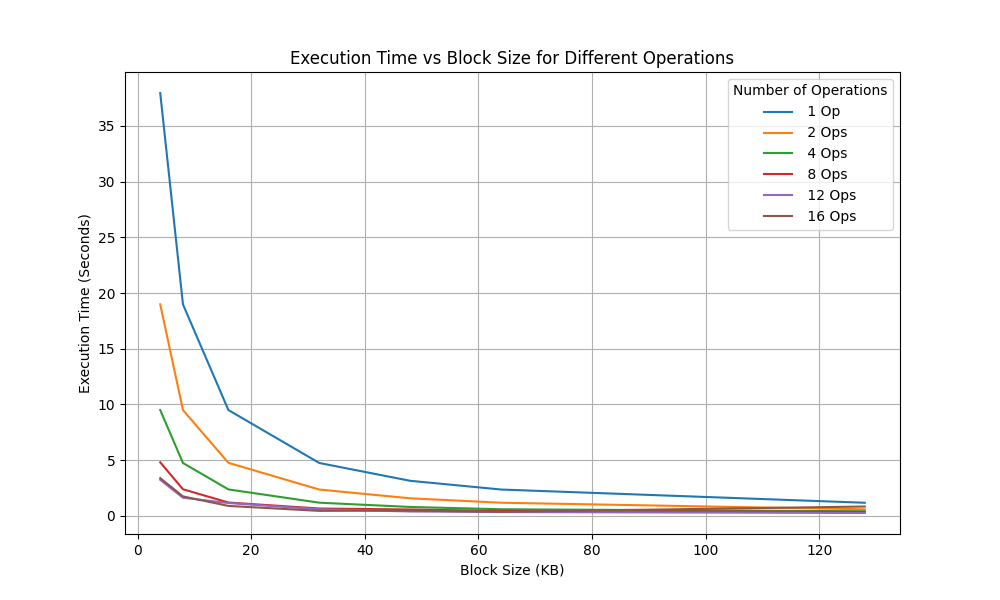 Execution Time vs Block Size for Different Operations
Execution Time (Seconds)
35
30
25
20
15
10
5
0
0 20 40 60 80 100 120
Block Size (KB)
Number of Operations
1 Op
2 Ops
4 Ops
8 Ops
12 Ops
16 Ops